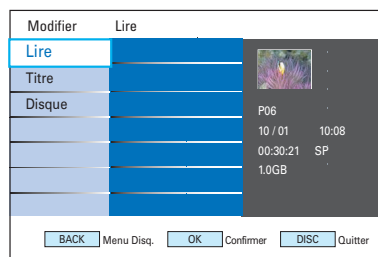 Modifier Lire
Lire
Titre
Disque
P06
10 / 01 10:08
00:30:21 SP
1.0GB
BACK Menu Disq. OK Confirmer DISC Quitter